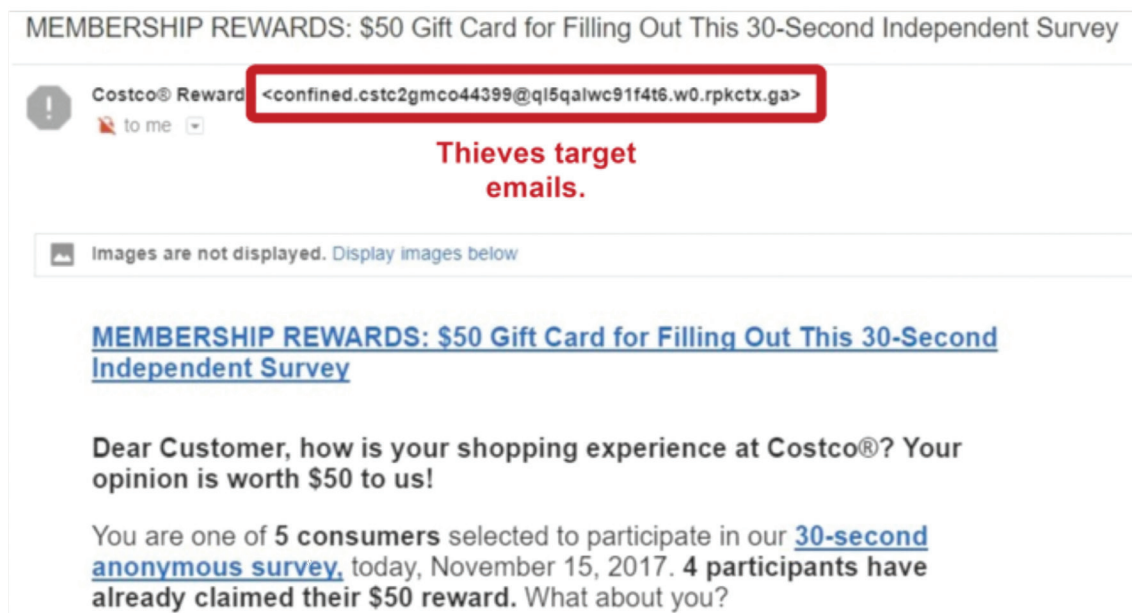 MEMBERSHIP REWARDS: $50 Gift Card for Filling Out This 30-Second Independent Survey
Costco® Reward <confined.cstc2gmco44399@ql5qalwc91f4t6.w0.rpkctx.ga>
to me
Thieves target
emails.
Images are not displayed. Display images below
MEMBERSHIP REWARDS: $50 Gift Card for Filling Out This 30-Second
Independent Survey
Dear Customer, how is your shopping experience at Costco®? Your
opinion is worth $50 to us!
You are one of 5 consumers selected to participate in our 30-second
anonymous survey, today, November 15, 2017. 4 participants have
already claimed their $50 reward. What about you?